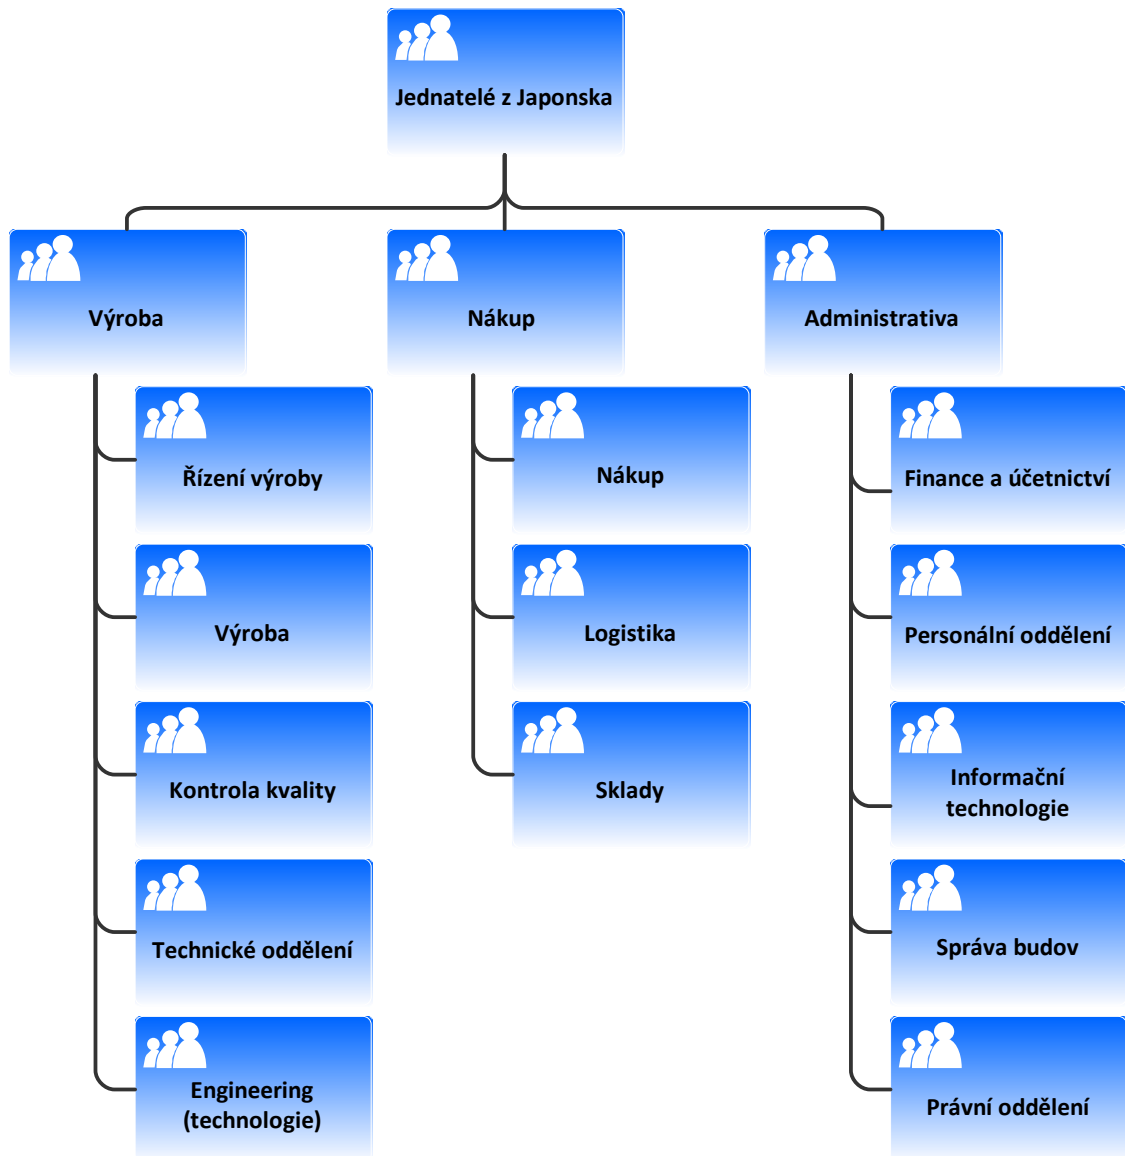 Jednatelé z Japonska
Výroba
Nákup
Administrativa
Řízení výroby
Nákup
Finance a účetnictví
Výroba
Logistika
Personální oddělení
Kontrola kvality
Sklady
Informační
technologie
Technické oddělení
Správa budov
Engineering
(technologie)
Právní oddělení